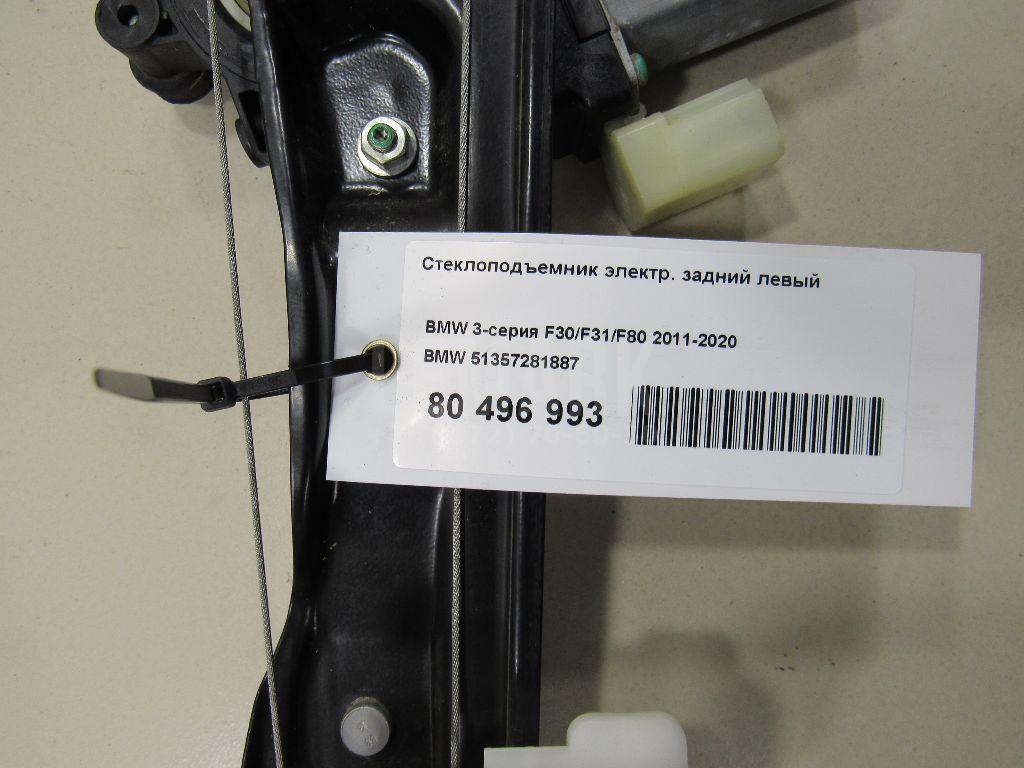 Стеклоподъемник электр. задний левый
BMW 3-серия F30/F31/F80 2011-2020
BMW 51357281887
80 496 993